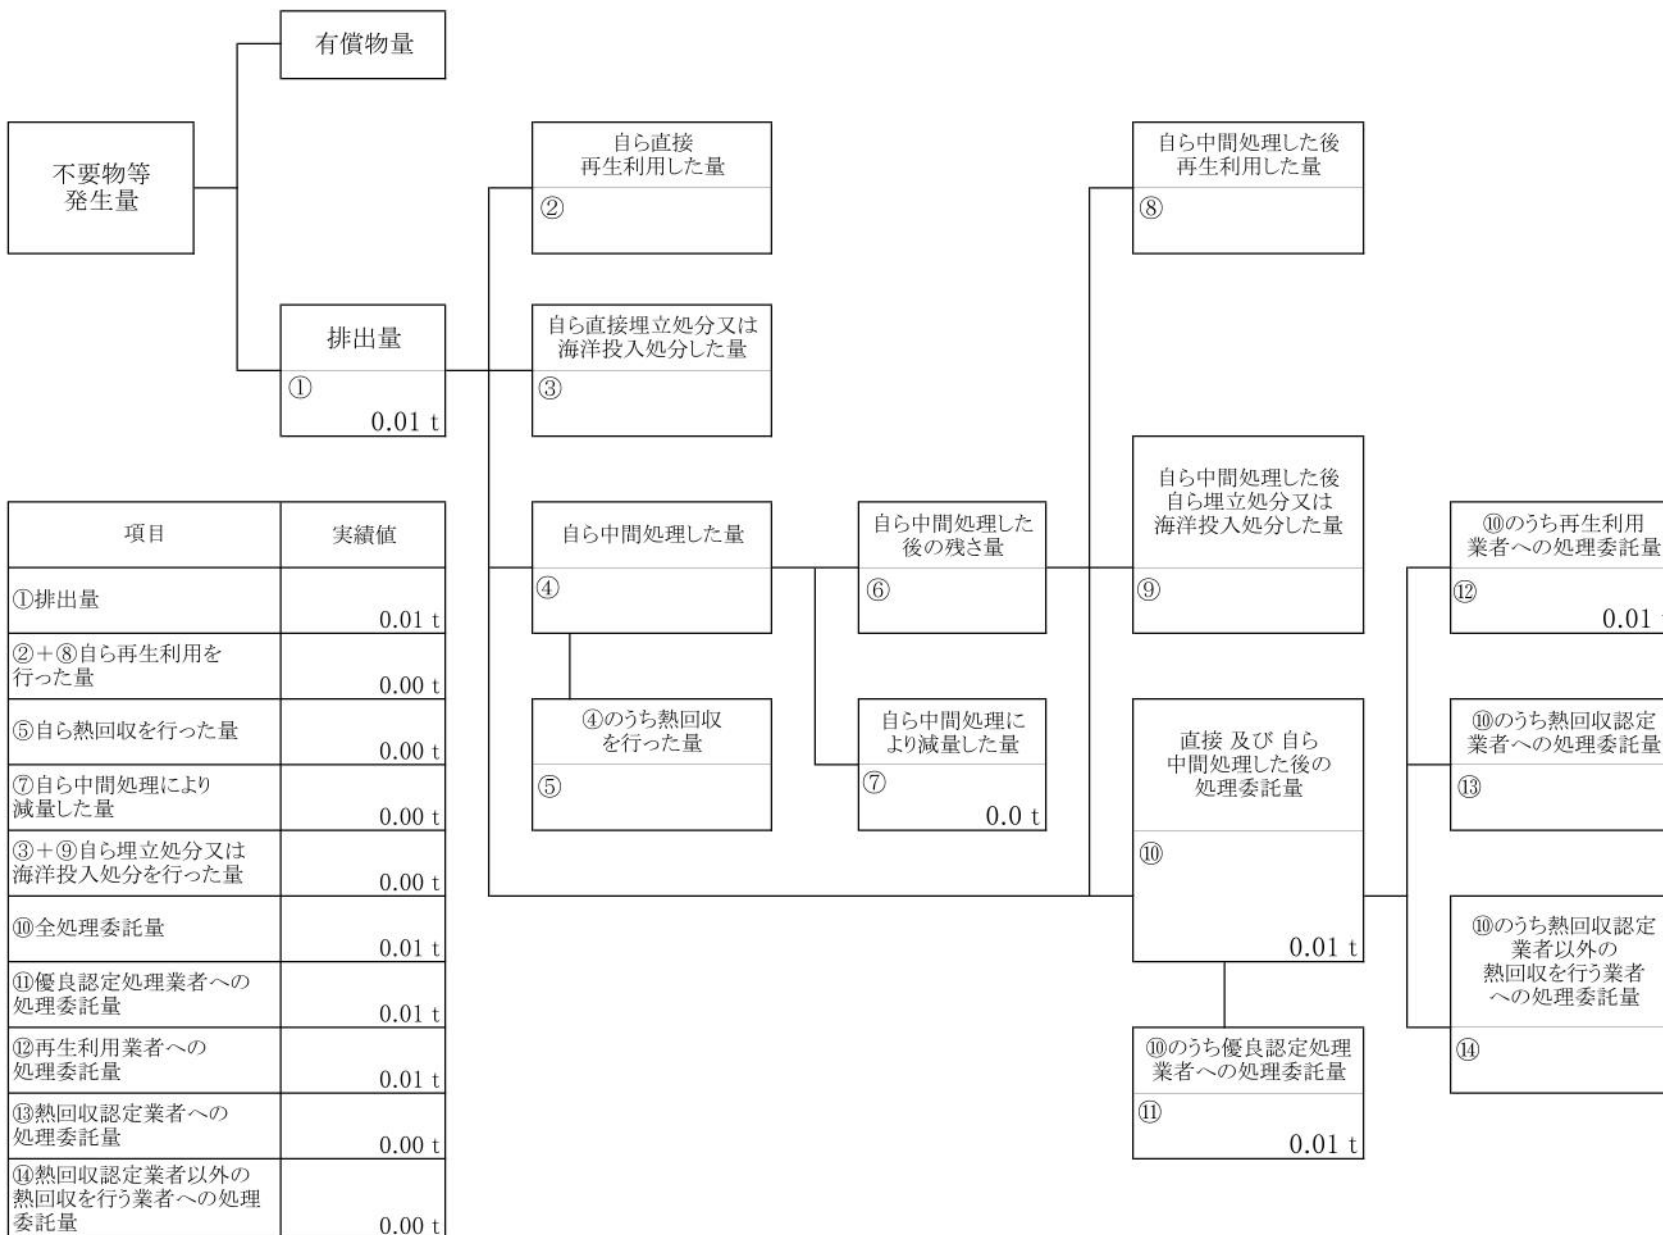 有償物量
不要物等
発生量
自ら直接
再生利用した量
②
自ら中間処理した後
再生利用した量
⑧
排出量
①
0.01 t
自ら直接埋立処分又は
海洋投入処分した量
③
自ら中間処理した量
④
自ら中間処理した
後の残さ量
⑥
自ら中間処理した後
自ら埋立処分又は
海洋投入処分した量
⑨
⑩のうち再生利用
業者への処理委託量
⑫
0.01 t
④のうち熱回収
を行った量
⑤
自ら中間処理に
より減量した量
⑦
0.0 t
直接 及び 自ら
中間処理した後の
処理委託量
⑩
0.01 t
⑩のうち熱回収認定
業者への処理委託量
⑬
⑩のうち熱回収認定
業者以外の
熱回収を行う業者
への処理委託量
⑭
⑩のうち優良認定処理
業者への処理委託量
⑪
0.01 t
項目 実績値
①排出量
0.01 t
②＋⑧自ら再生利用を
行った量
0.00 t
⑤自ら熱回収を行った量
0.00 t
⑦自ら中間処理により
減量した量
0.00 t
③＋⑨自ら埋立処分又は
海洋投入処分を行った量
0.00 t
⑩全処理委託量
0.01 t
⑪優良認定処理業者への
処理委託量
0.01 t
⑫再生利用業者への
処理委託量
0.01 t
⑬熱回収認定業者への
処理委託量
0.00 t
⑭熱回収認定業者以外の
熱回収を行う業者への処理
委託量
0.00 t